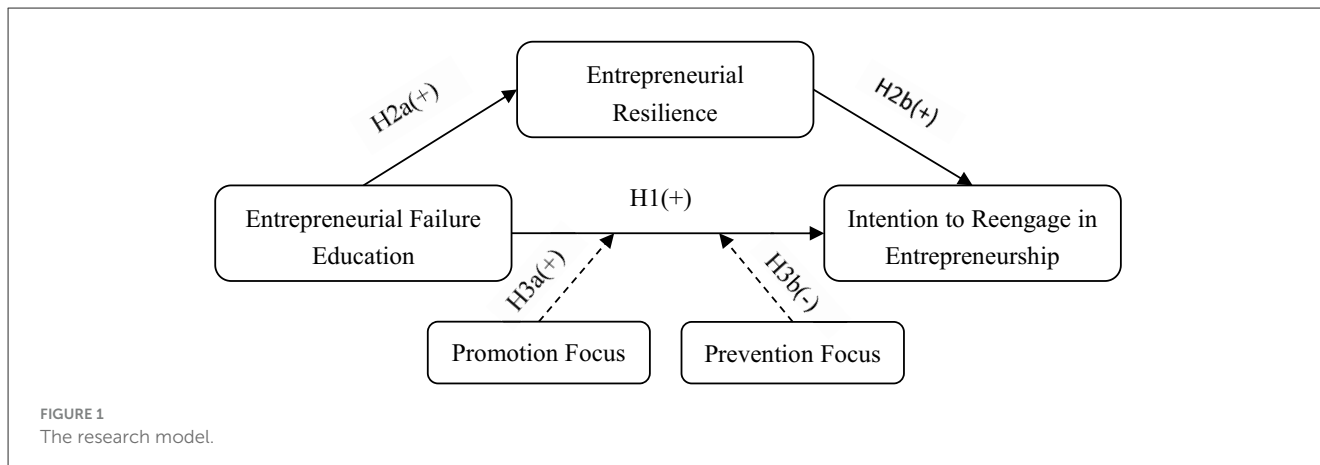 Entrepreneurial
Resilience
H2a(+)
H2b(+)
H1(+)
Entrepreneurial Failure
Education
Intention to Reengage in
Entrepreneurship
H3a(+)
H3b(-)
Promotion Focus
Prevention Focus
FIGURE 1
The research model.